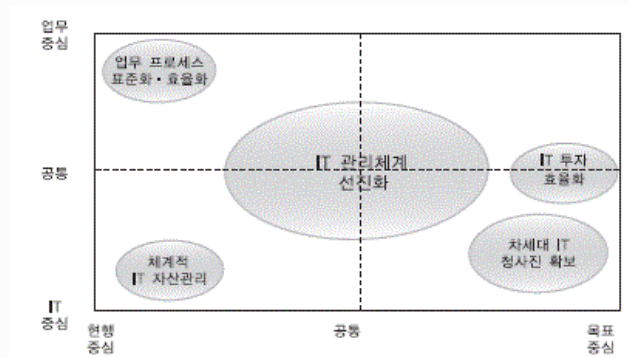 업무
중심
업무 프로세스
표준화・효율화
IT 관리체계
선진화
공통
IT 투자
효율화
체계적
IT 자산관리
차세대 IT
청사진 확보
IT
중심
현행
중심
공통
목표
중심